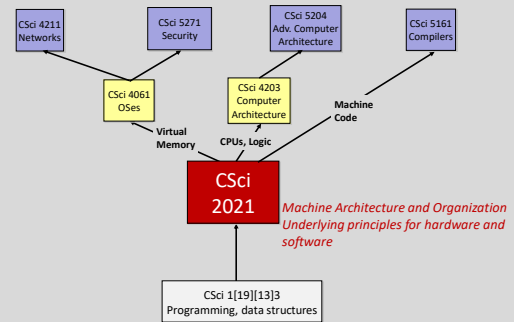 CSci 4211
Networks
CSci 5271
Security
CSci 5204
Adv. Computer
Architecture
CSci 5161
Compilers
CSci 4061
OSes
CSci 4203
Computer
Architecture
Machine
Code
Virtual
Memory
CPUs, Logic
CSci
2021
Machine Architecture and Organization
Underlying principles for hardware and
software
CSci 1[19][13]3
Programming, data structures